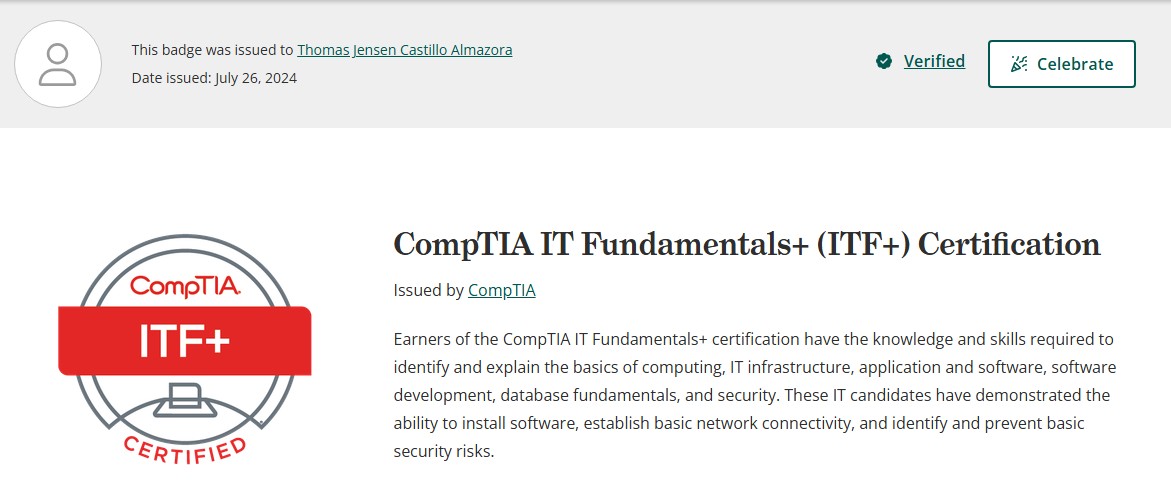 This badge was issued to Thomas Jensen Castillo Almazora
Date issued: July 26, 2024
Verified
Celebrate
CompTIA
ITF+
CERTIFIED
CompTIA IT Fundamentals+ (ITF+) Certification
Issued by CompTIA
Earners of the CompTIA IT Fundamentals+ certification have the knowledge and skills required to
identify and explain the basics of computing, IT infrastructure, application and software, software
development, database fundamentals, and security. These IT candidates have demonstrated the
ability to install software, establish basic network connectivity, and identify and prevent basic
security risks.